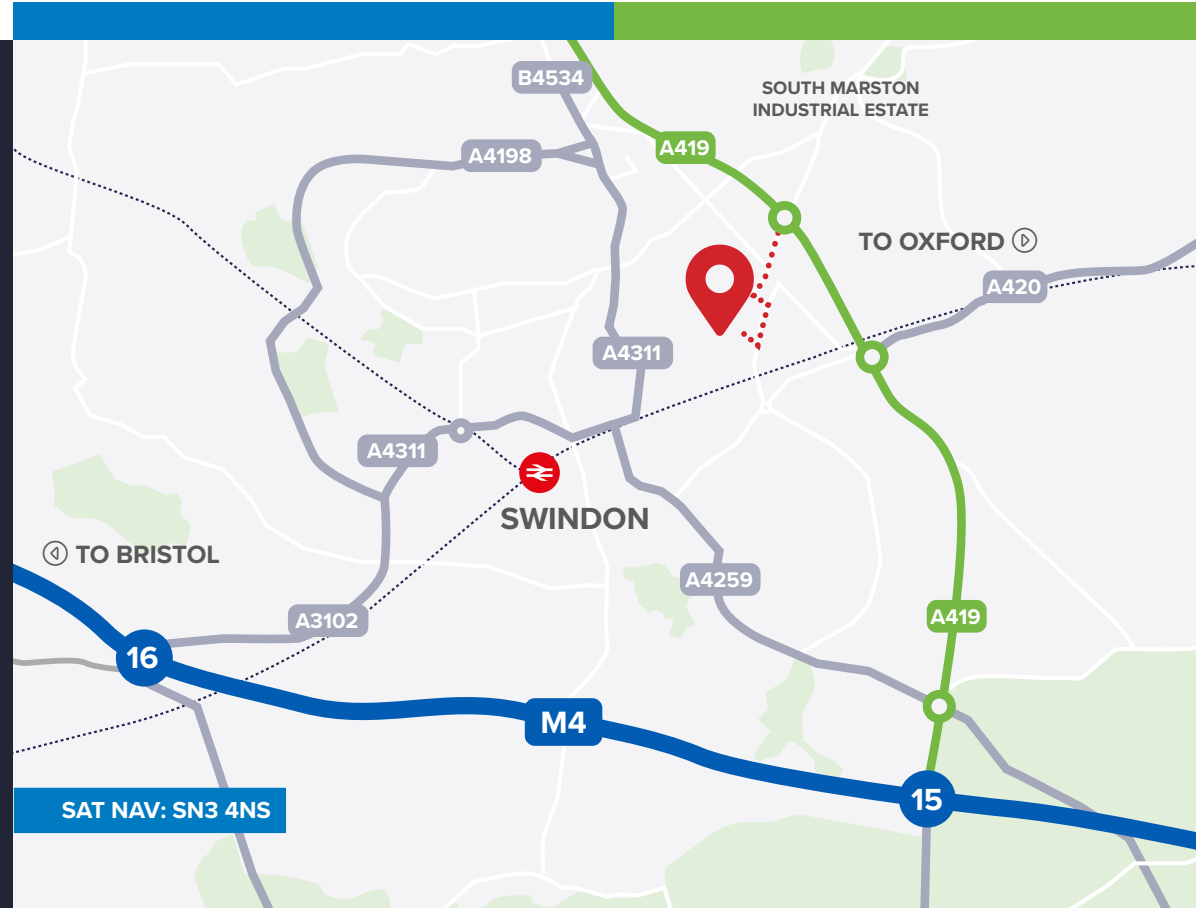 B4534
SOUTH MARSTON
INDUSTRIAL ESTATE
A4198
A419
TO OXFORD
A420
A4311
A4311
SWINDON
TO BRISTOL
A4259
A3102
A419
16
M4
15
SAT NAV: SN3 4NS